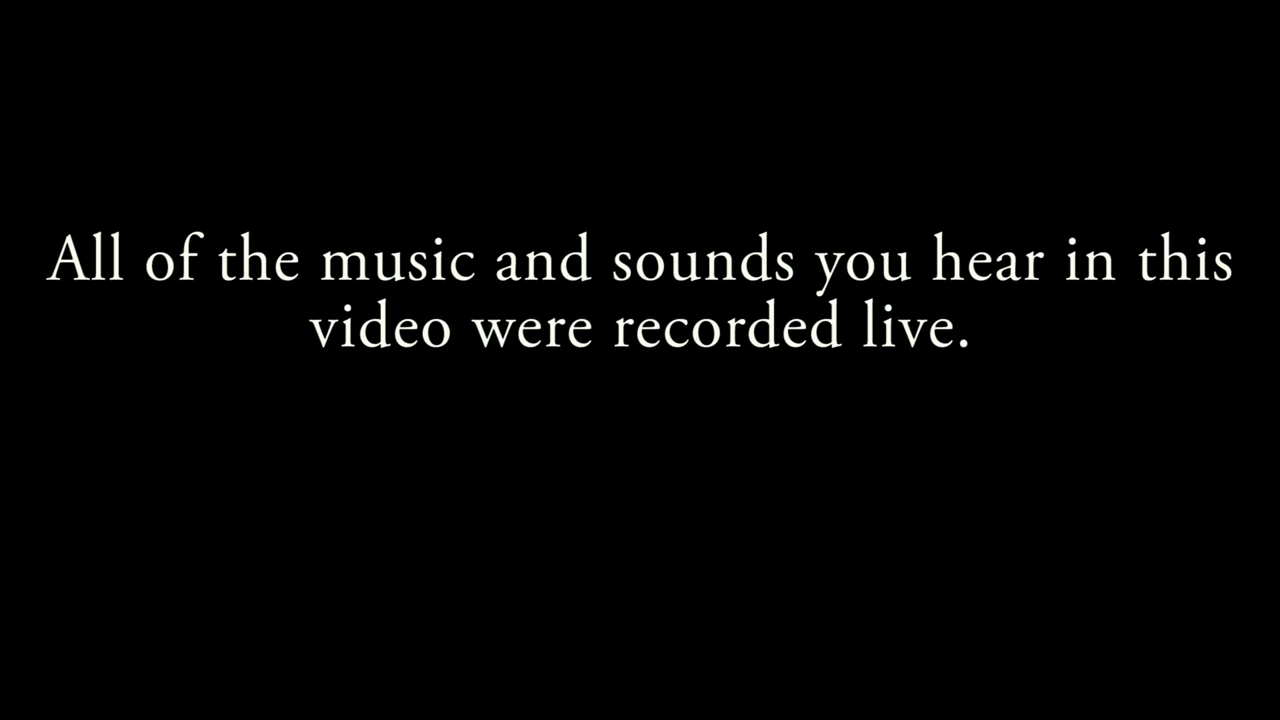 All of the music and sounds you hear in this
video were recorded live.